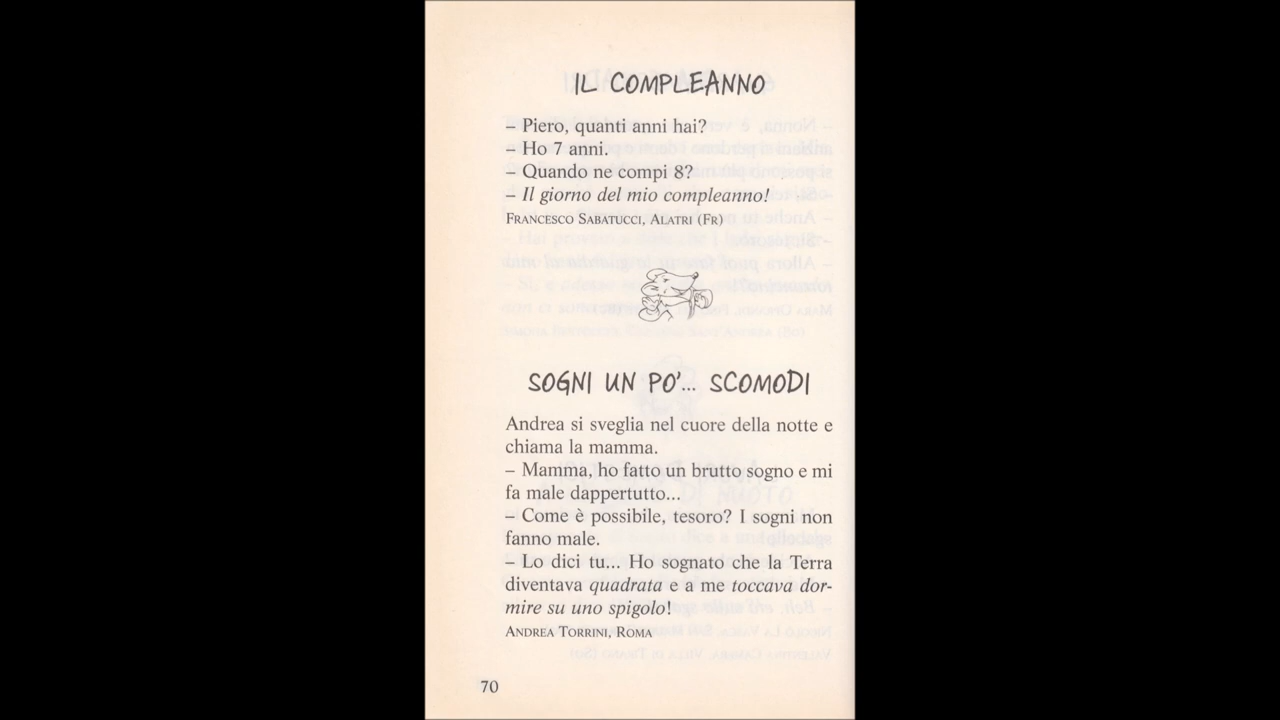 IL COMPLEANNO
– Piero, quanti anni hai?
– Ho 7 anni.
– Quando ne compi 8?
– Il giorno del mio compleanno!
Francesco Sabatucci, Alatri (Fr)
SOGNI UN PO'... SCOMODI
Andrea si sveglia nel cuore della notte e
chiama la mamma.
– Mamma, ho fatto un brutto sogno e mi
fa male dappertutto...
– Come è possibile, tesoro? I sogni non
fanno male.
– Lo dici tu... Ho sognato che la Terra
diventava quadrata e a me toccava dor-
mire su uno spigolo!
Andrea Torrini, Roma
70